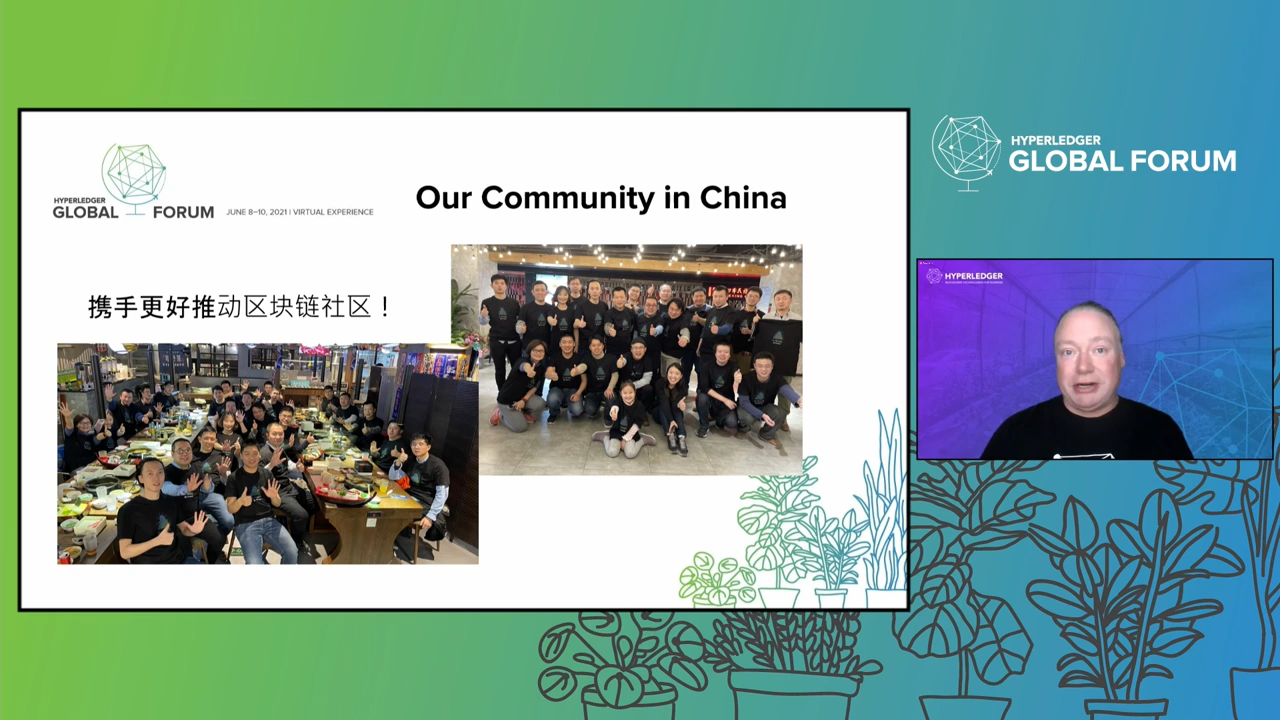 HYPERLEDGER
GLOBAL FORUM
JUNE 8–10, 2021 | VIRTUAL EXPERIENCE
Our Community in China
携手更好推动区块链社区！
HYPERLEDGER
GLOBAL FORUM
HYPERLEDGER